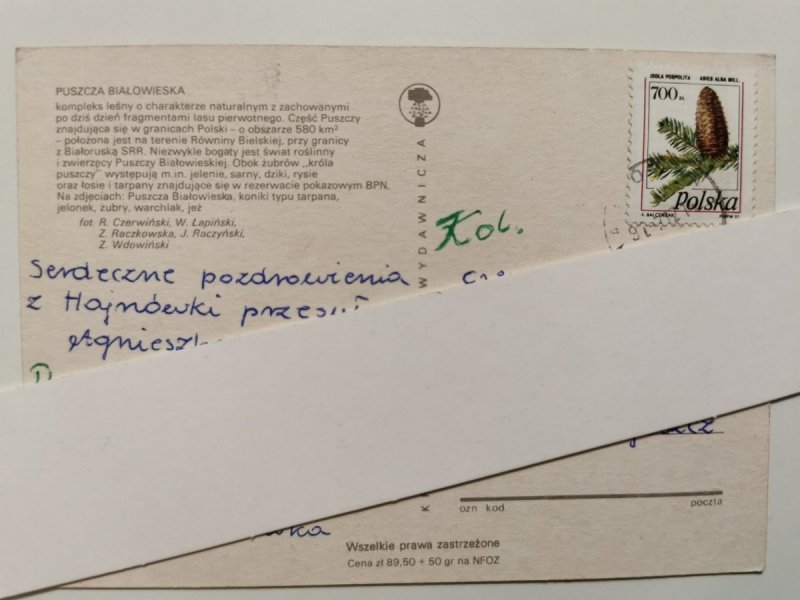 PUSZCZA BIAŁOWIESKA
kompleks leśny o charakterze naturalnym z zachowanymi
po dziś dzień fragmentami lasu pierwotnego. Część Puszczy
znajdująca się w granicach Polski – o obszarze 580 km²
– położona jest na terenie Równiny Bielskiej, przy granicy
z Białoruską SRR. Niezwykle bogaty jest świat roślinny
i zwierzęcy Puszczy Białowieskiej. Obok żubrów „króla
puszczy” występują m.in. jelenie, sarny, dziki, rysie
oraz łosie i tarpany znajdujące się w rezerwacie pokazowym BPN.
Na zdjęciach: Puszcza Białowieska, koniki typu tarpana,
jelonek, żubry, warchlak, jeż
fot. R. Czerwiński, W. Łapiński,
Z. Raczkowska, J. Raczyński,
Z. Wdowiński
Serdeczne pozdrowienia
z Hajnówki
WYDAWNICZA
Kol.
JODŁA POSPOLITA ABIES ALBA MILL.
700 zł
Polska
J. BALCERZAK PWPW 91
ozn kod poczta
Wszelkie prawa zastrzeżone
Cena zł 89,50 + 50 gr na NFOZ